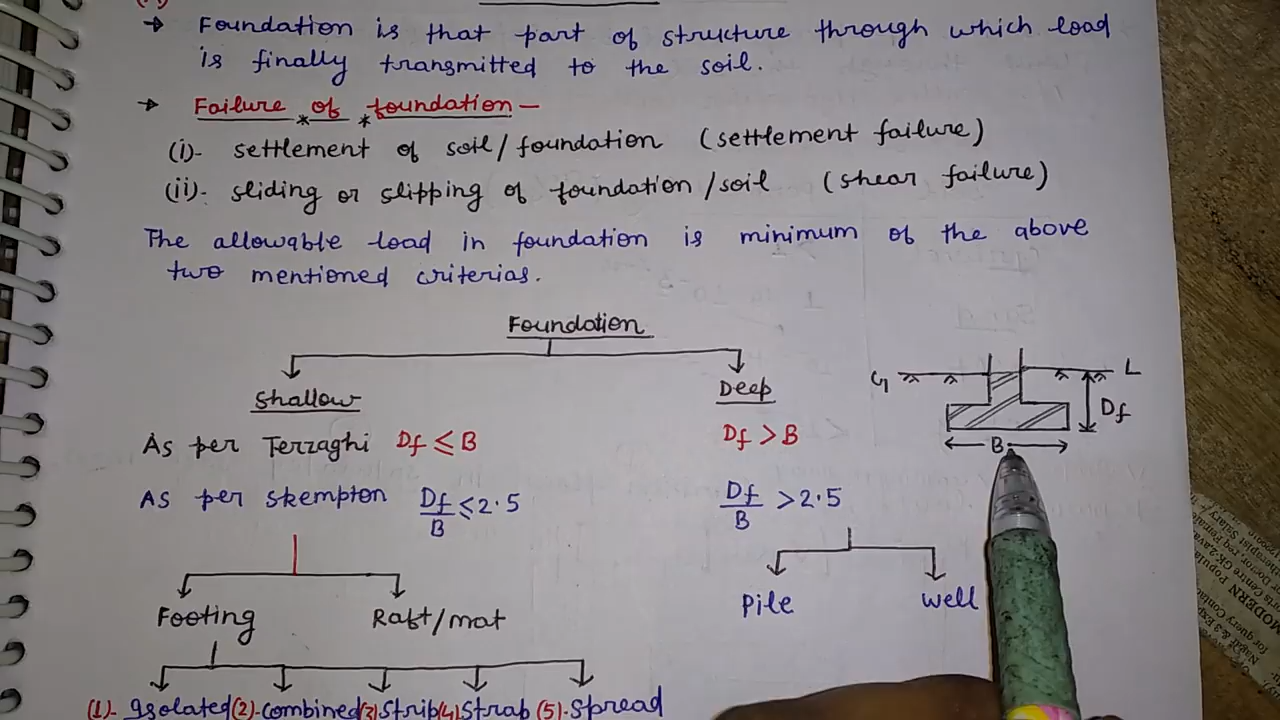 → Foundation is that part of structure through which load
is finally transmitted to the soil.
→ Failure of foundation –
(i)- settlement of soil/foundation (settlement failure)
(ii)- sliding or slipping of foundation/soil (shear failure)
The allowable load in foundation is minimum of the above
two mentioned criterias.
Foundation
Shallow
Deep
As per Terzaghi Df ≤ B
Df > B
As per skempton Df/B ≤ 2.5
Df/B > 2.5
G L
Df
B
Footing
Raft/mat
Pile
well
(1)- Isolated (2)- combined (3) Strip (4) Strap (5)- Spread
MODERN Popula